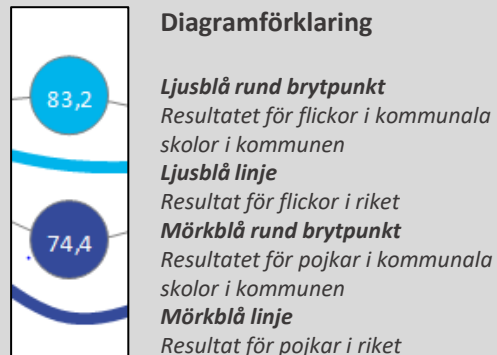 Diagramförklaring
83,2
74,4
Ljusblå rund brytpunkt
Resultatet för flickor i kommunala
skolor i kommunen
Ljusblå linje
Resultat för flickor i riket
Mörkblå rund brytpunkt
Resultatet för pojkar i kommunala
skolor i kommunen
Mörkblå linje
Resultat för pojkar i riket